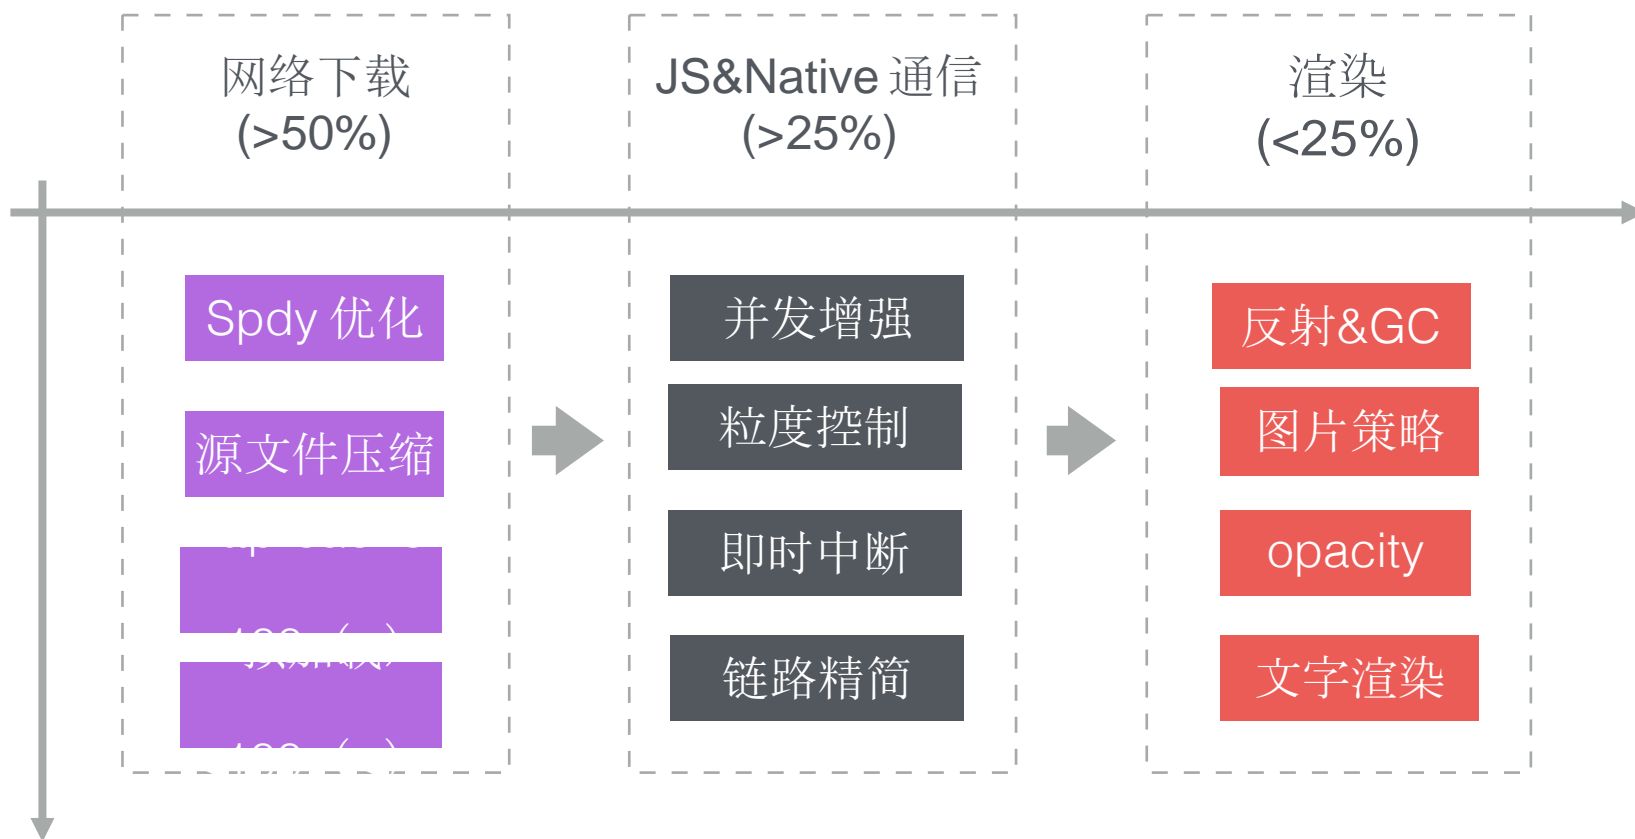 网络下载
(>50%)
JS&Native 通信
(>25%)
渲染
(<25%)
Spdy 优化
源文件压缩
并发增强
粒度控制
即时中断
链路精简
反射&GC
图片策略
opacity
文字渲染